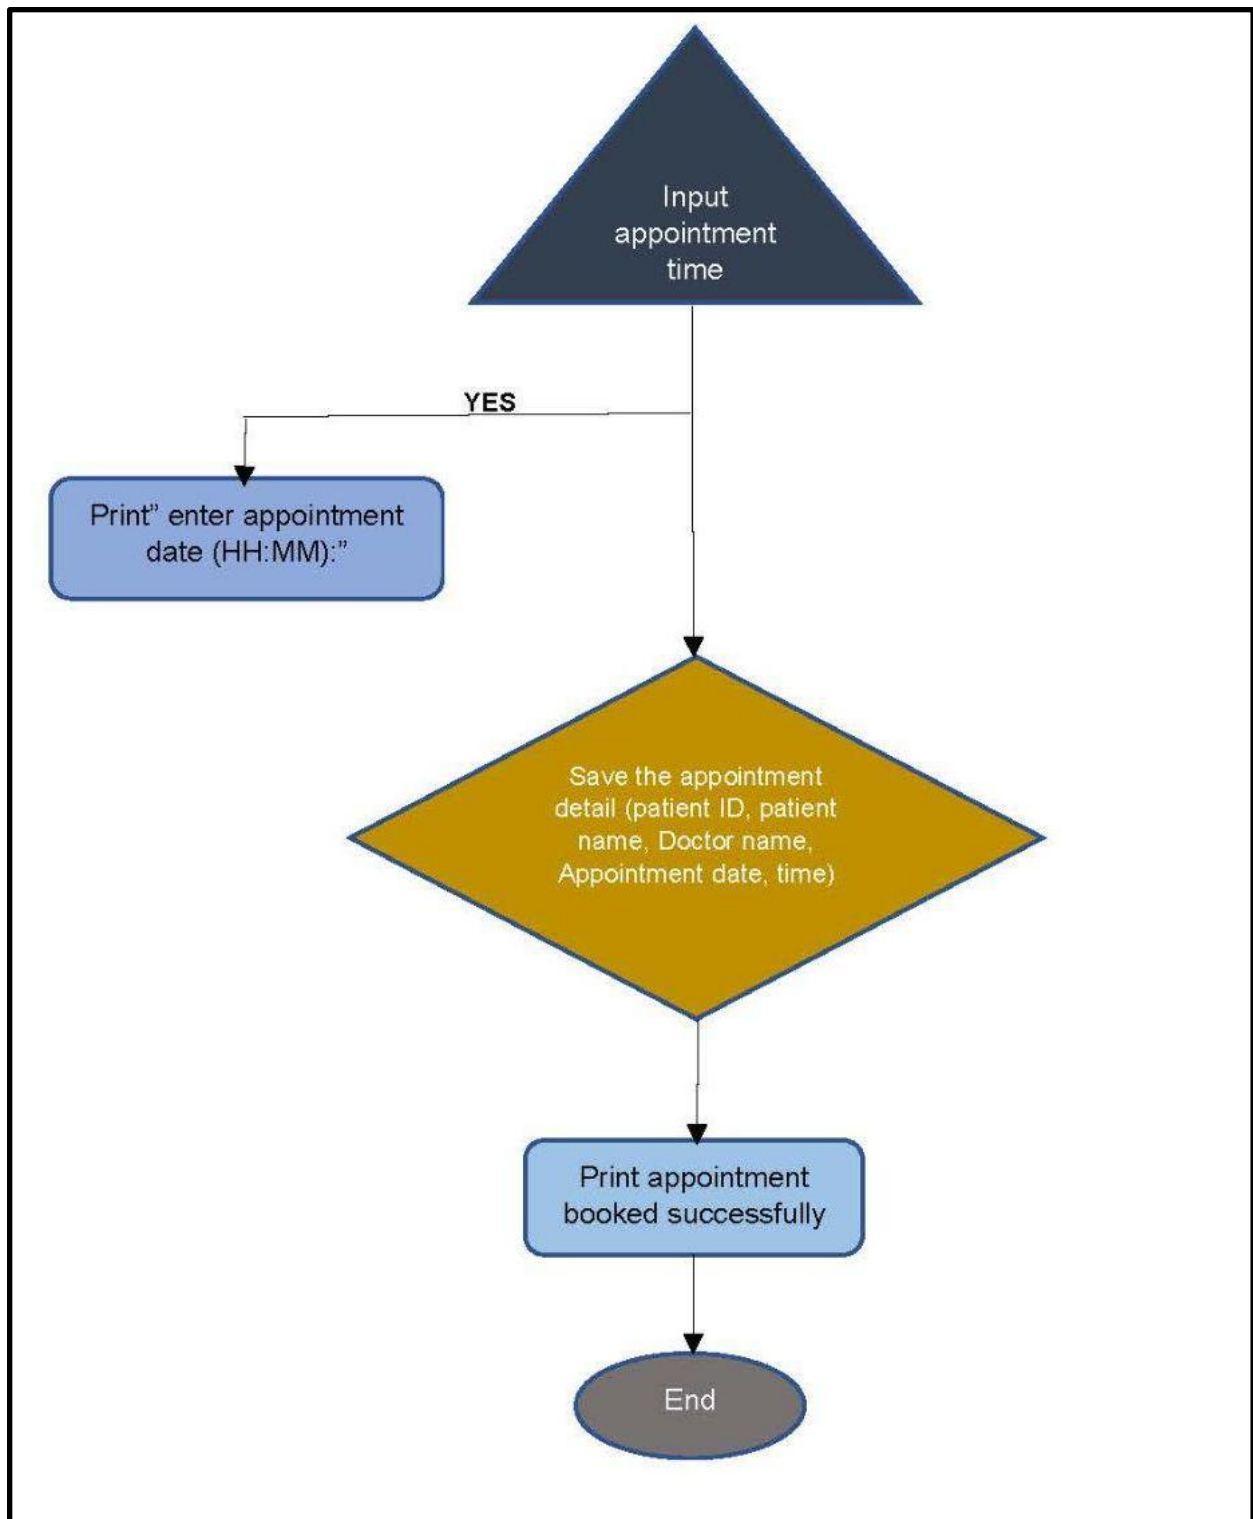 Input
appointment
time
YES
Print” enter appointment
date (HH:MM):”
Save the appointment
detail (patient ID, patient
name, Doctor name,
Appointment date, time)
Print appointment
booked successfully
End